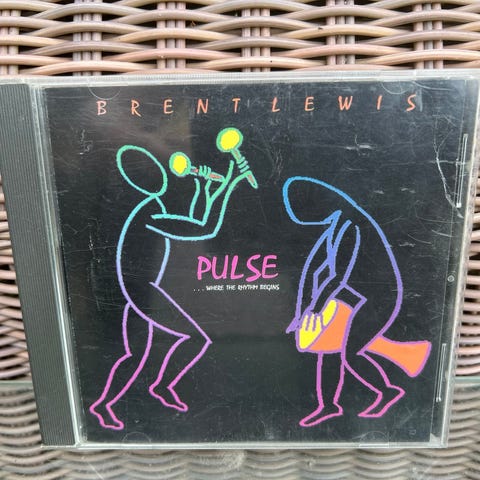 BRENT LEWIS
PULSE
...WHERE THE RHYTHM BEGINS